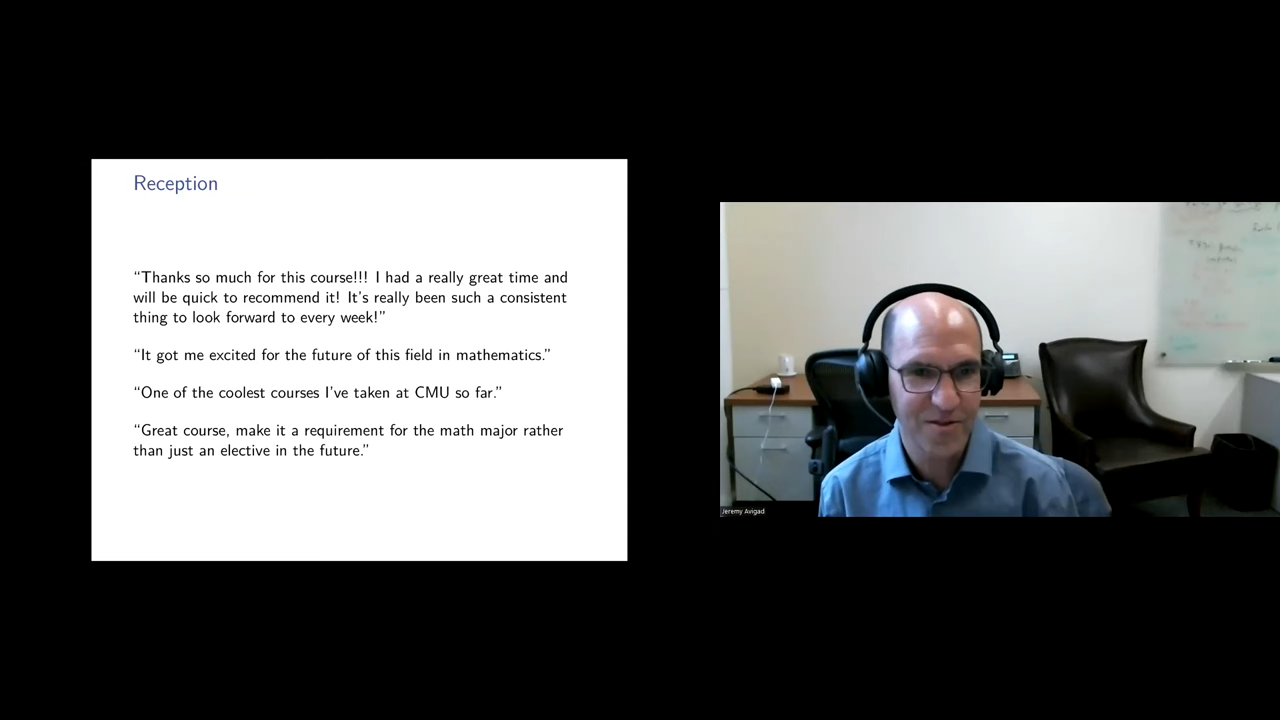 Reception
“Thanks so much for this course!!! I had a really great time and
will be quick to recommend it! It’s really been such a consistent
thing to look forward to every week!”
“It got me excited for the future of this field in mathematics.”
“One of the coolest courses I’ve taken at CMU so far.”
“Great course, make it a requirement for the math major rather
than just an elective in the future.”
Jeremy Avigad